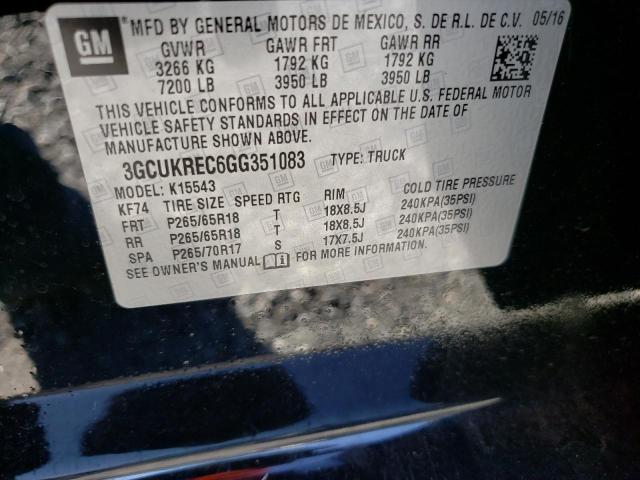 GM
MFD BY GENERAL MOTORS DE MEXICO, S. DE R.L. DE C.V. 05/16
GVWR GAWR FRT GAWR RR
3266 KG 1792 KG 1792 KG
7200 LB 3950 LB 3950 LB
THIS VEHICLE CONFORMS TO ALL APPLICABLE U.S. FEDERAL MOTOR
VEHICLE SAFETY STANDARDS IN EFFECT ON THE DATE OF
MANUFACTURE SHOWN ABOVE.
3GCUKREC6GG351083 TYPE: TRUCK
MODEL: K15543
KF74 TIRE SIZE SPEED RTG RIM COLD TIRE PRESSURE
FRT P265/65R18 T 18X8.5J 240KPA(35PSI)
RR P265/65R18 T 18X8.5J 240KPA(35PSI)
SPA P265/70R17 S 17X7.5J 240KPA(35PSI)
SEE OWNER'S MANUAL FOR MORE INFORMATION.